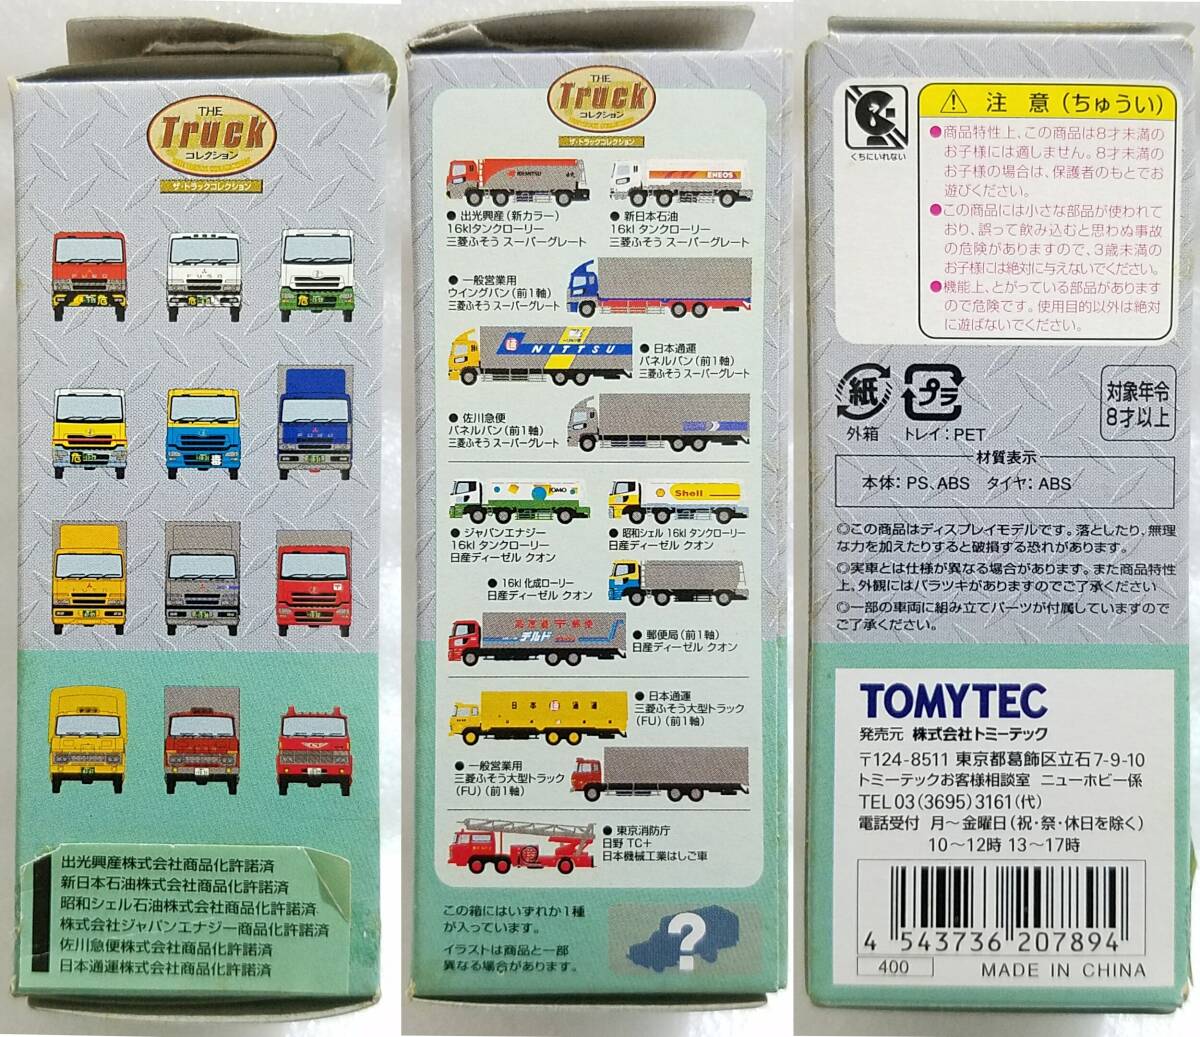 THE
Truck
コレクション
ザ・トラックコレクション
出光興産株式会社商品化許諾済
新日本石油株式会社商品化許諾済
昭和シェル石油株式会社商品化許諾済
株式会社ジャパンエナジー商品化許諾済
佐川急便株式会社商品化許諾済
日本通運株式会社商品化許諾済
THE
Truck
コレクション
ザ・トラックコレクション
IDEMITSU
ENEOS
●出光興産(新カラー)
16klタンクローリー
三菱ふそう スーパーグレート
●新日本石油
16kl タンクローリー
三菱ふそう スーパーグレート
●一般営業用
ウイングバン(前1軸)
三菱ふそう スーパーグレート
NITTSU
●日本通運
パネルバン(前1軸)
三菱ふそう スーパーグレート
●佐川急便
パネルバン(前1軸)
三菱ふそう スーパーグレート
JOMO
Shell
●ジャパンエナジー
16kl タンクローリー
日産ディーゼル クオン
●昭和シェル 16kl タンクローリー
日産ディーゼル クオン
●16kl 化成ローリー
日産ディーゼル クオン
●郵便局(前1軸)
日産ディーゼル クオン
日本通運
●日本通運
三菱ふそう大型トラック
(FU)(前1軸)
●一般営業用
三菱ふそう大型トラック
(FU)(前1軸)
●東京消防庁
日野 TC+
日本機械工業はしご車
この箱にはいずれか1種
が入っています。
イラストは商品と一部
異なる場合があります。
?
くちにいれない
注意(ちゅうい)
●商品特性上、この商品は8才未満の
お子様には適しません。8才未満の
お子様の場合は、保護者のもとでお
遊びください。
●この商品には小さな部品が使われて
おり、誤って飲み込むと思わぬ事故
の危険がありますので、3歳未満の
お子様には絶対に与えないでください。
●機能上、とがっている部品があります
ので危険です。使用目的以外は絶対
に遊ばないでください。
紙
外箱
プラ
トレイ:PET
対象年令
8才以上
材質表示
本体:PS、ABS タイヤ:ABS
◎この商品はディスプレイモデルです。落としたり、無理
な力を加えたりすると破損する恐れがあります。
◎実車とは仕様が異なる場合があります。また商品特性
上、外観にはバラツキがありますのでご了承ください
◎一部の車両に組み立てパーツが付属していますので
ご了承ください。
TOMYTEC
発売元 株式会社トミーテック
〒124-8511 東京都葛飾区立石7-9-10
トミーテックお客様相談室 ニューホビー係
TEL 03(3695)3161(代)
電話受付 月～金曜日(祝・祭・休日を除く)
10～12時 13～17時
4 543736 207894
400
MADE IN CHINA